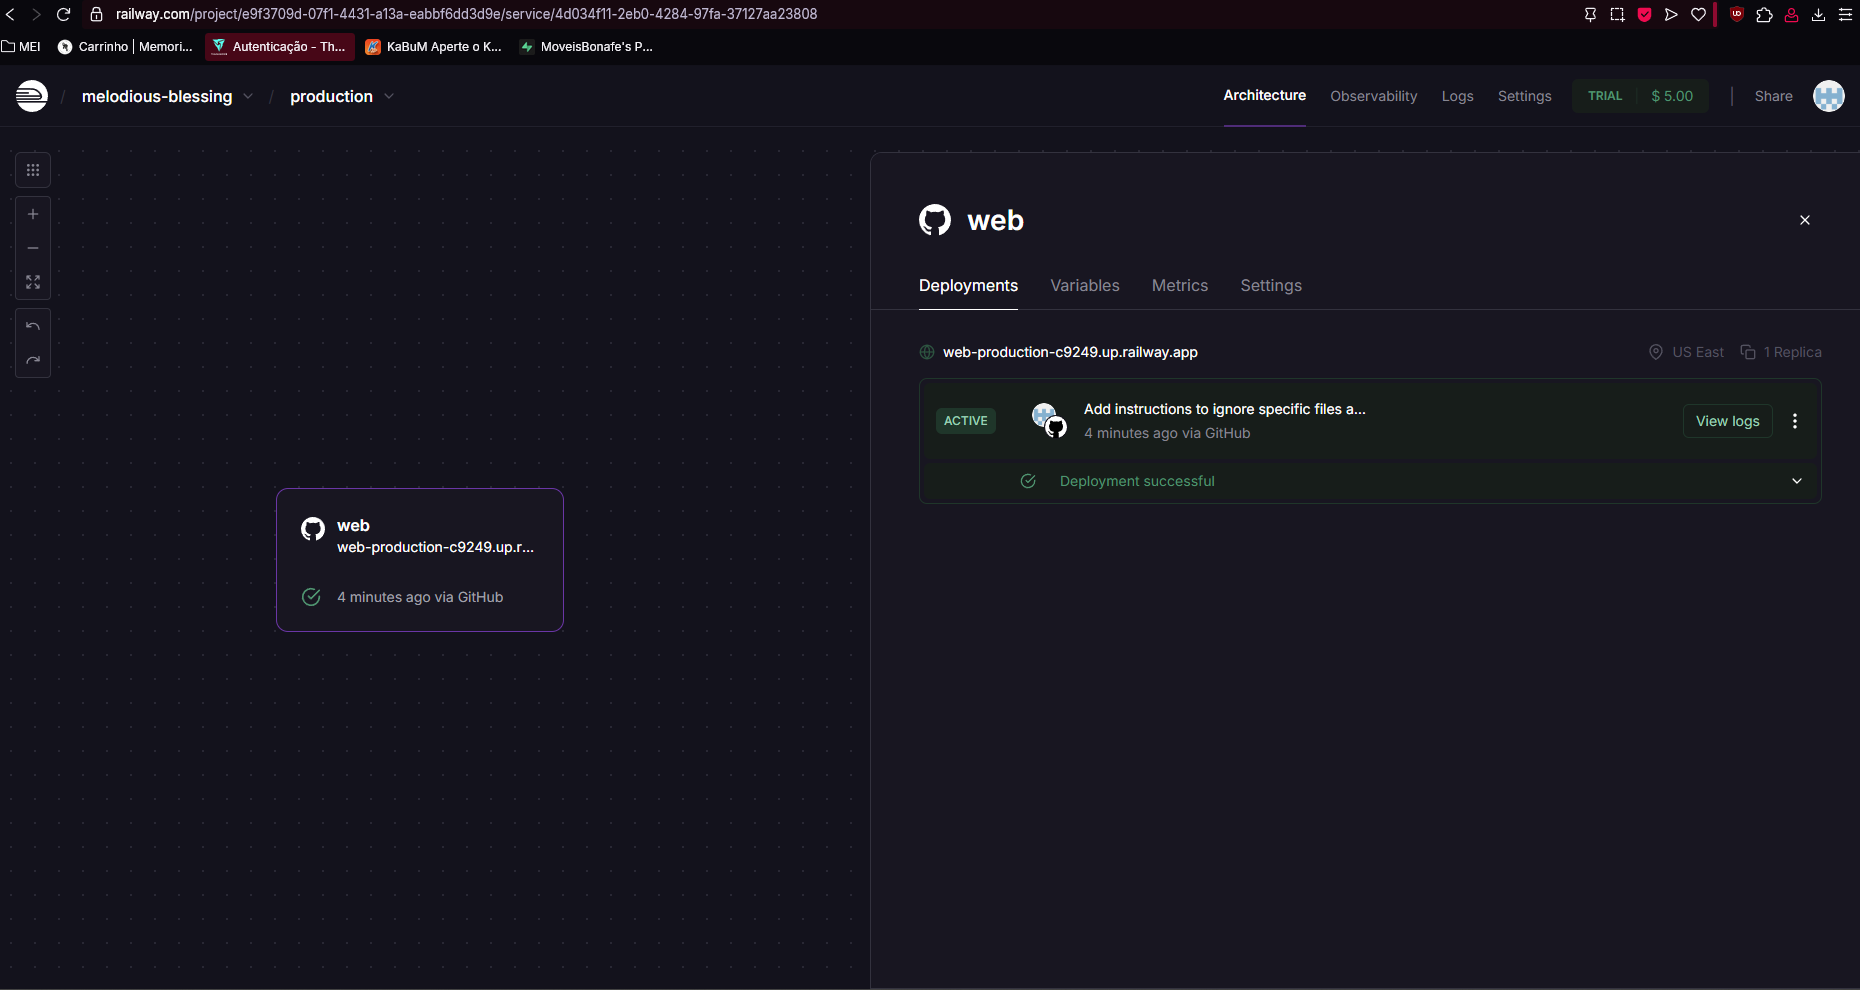 railway.com/project/e9f3709d-07f1-4431-a13a-eabbf6dd3d9e/service/4d034f11-2eb0-4284-97fa-37127aa23808
MEI
Carrinho | Memori...
Autenticação - Th...
KaBuM Aperte o K...
MoveisBonafe's P...
/ melodious-blessing / production
Architecture
Observability
Logs
Settings
TRIAL
$ 5.00
Share
web
Deployments
Variables
Metrics
Settings
web-production-c9249.up.railway.app
US East
1 Replica
ACTIVE
Add instructions to ignore specific files a...
4 minutes ago via GitHub
View logs
Deployment successful
web
web-production-c9249.up.r...
4 minutes ago via GitHub